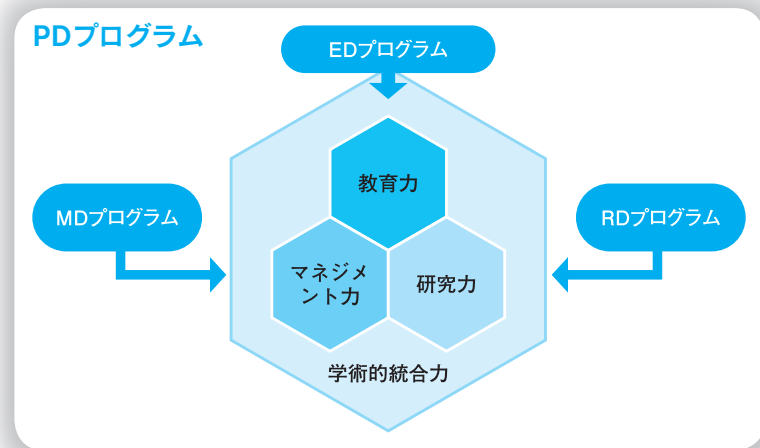 PDプログラム
EDプログラム
教育力
MDプログラム
RDプログラム
マネジメ
ント力
研究力
学術的統合力